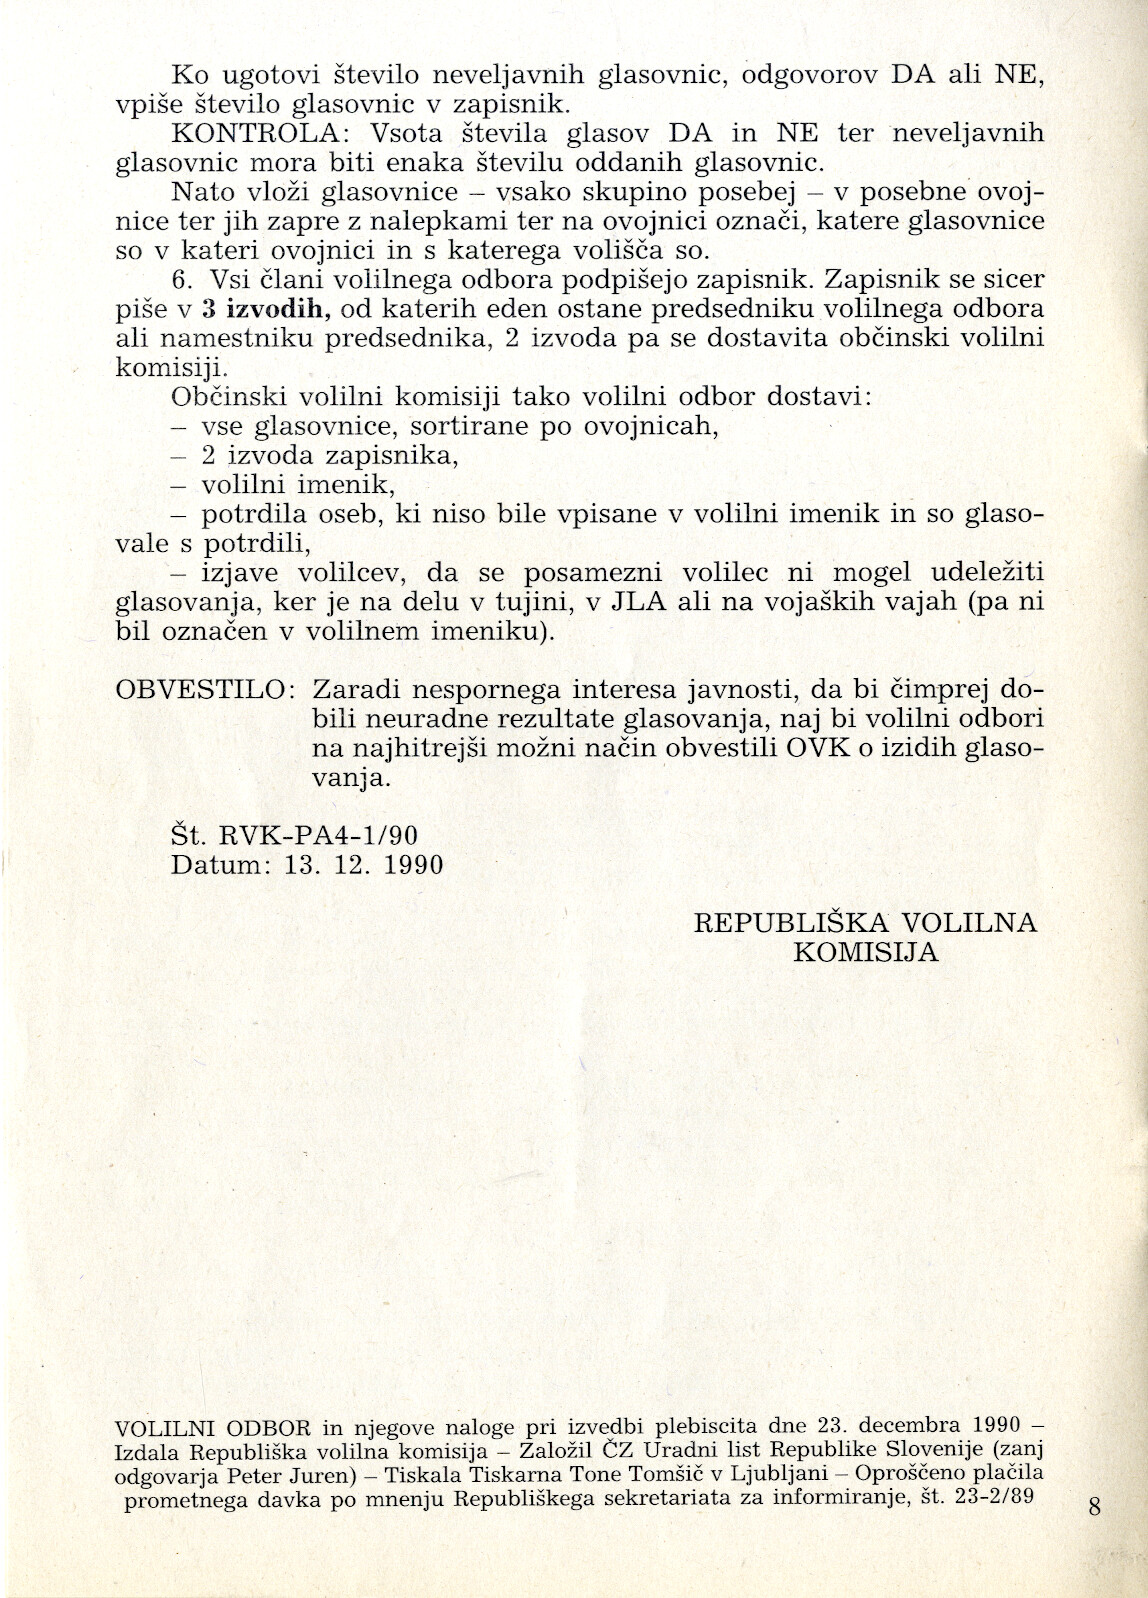 Ko ugotovi število neveljavnih glasovnic, odgovorov DA ali NE,
vpiše število glasovnic v zapisnik.
KONTROLA: Vsota števila glasov DA in NE ter neveljavnih
glasovnic mora biti enaka številu oddanih glasovnic.
Nato vloži glasovnice – vsako skupino posebej – v posebne ovoj-
nice ter jih zapre z nalepkami ter na ovojnici označi, katere glasovnice
so v kateri ovojnici in s katerega volišča so.
6. Vsi člani volilnega odbora podpišejo zapisnik. Zapisnik se sicer
piše v 3 izvodih, od katerih eden ostane predsedniku volilnega odbora
ali namestniku predsednika, 2 izvoda pa se dostavita občinski volilni
komisiji.
Občinski volilni komisiji tako volilni odbor dostavi:
– vse glasovnice, sortirane po ovojnicah,
– 2 izvoda zapisnika,
– volilni imenik,
– potrdila oseb, ki niso bile vpisane v volilni imenik in so glaso-
vale s potrdili,
– izjave volilcev, da se posamezni volilec ni mogel udeležiti
glasovanja, ker je na delu v tujini, v JLA ali na vojaških vajah (pa ni
bil označen v volilnem imeniku).
OBVESTILO: Zaradi nespornega interesa javnosti, da bi čimprej do-
bili neuradne rezultate glasovanja, naj bi volilni odbori
na najhitrejši možni način obvestili OVK o izidih glaso-
vanja.
Št. RVK-PA4-1/90
Datum: 13. 12. 1990
REPUBLIŠKA VOLILNA
KOMISIJA
VOLILNI ODBOR in njegove naloge pri izvedbi plebiscita dne 23. decembra 1990 –
Izdala Republiška volilna komisija – Založil ČZ Uradni list Republike Slovenije (zanj
odgovarja Peter Juren) – Tiskala Tiskarna Tone Tomšič v Ljubljani – Oproščeno plačila
prometnega davka po mnenju Republiškega sekretariata za informiranje, št. 23-2/89
8